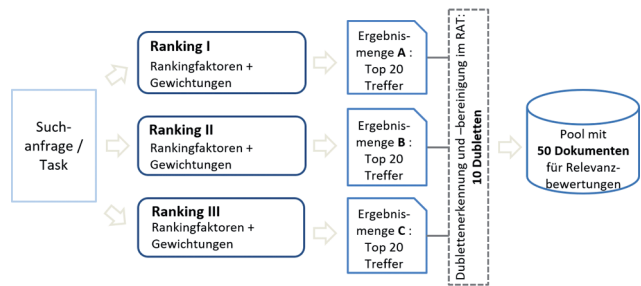 Such-
anfrage /
Task
Ranking I
Rankingfaktoren +
Gewichtungen
Ranking II
Rankingfaktoren +
Gewichtungen
Ranking III
Rankingfaktoren +
Gewichtungen
Ergebnis-
menge A :
Top 20
Treffer
Ergebnis-
menge B :
Top 20
Treffer
Ergebnis-
menge C :
Top 20
Treffer
Dublettenerkennung und –bereinigung im RAT:
10 Dubletten
Pool mit
50 Dokumenten
für Relevanz-
bewertungen